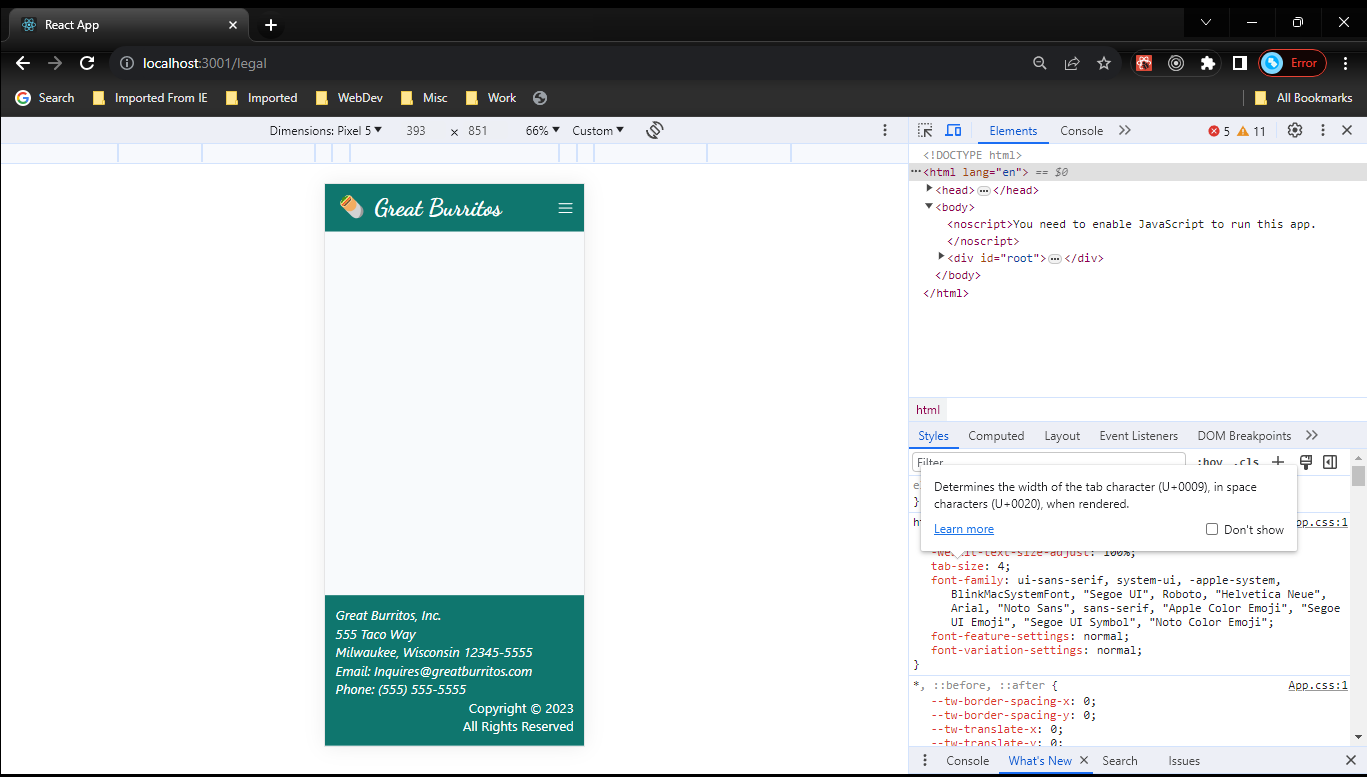 React App
localhost:3001/legal
Error
Search
Imported From IE
Imported
WebDev
Misc
Work
All Bookmarks
Dimensions: Pixel 5
393
×
851
66%
Custom
Elements
Console
5
11
<!DOCTYPE html>
<html lang="en"> == $0
<head> ••• </head>
<body>
<noscript>You need to enable JavaScript to run this app.
</noscript>
<div id="root"> ••• </div>
</body>
</html>
Great Burritos
html
Styles
Computed
Layout
Event Listeners
DOM Breakpoints
Filter
:hov
.cls
}
Determines the width of the tab character (U+0009), in space
characters (U+0020), when rendered.
Learn more
Don't show
App.css:1
-webkit-text-size-adjust: 100%;
tab-size: 4;
font-family: ui-sans-serif, system-ui, -apple-system,
BlinkMacSystemFont, "Segoe UI", Roboto, "Helvetica Neue",
Arial, "Noto Sans", sans-serif, "Apple Color Emoji", "Segoe
UI Emoji", "Segoe UI Symbol", "Noto Color Emoji";
font-feature-settings: normal;
font-variation-settings: normal;
}
*, ::before, ::after {
App.css:1
--tw-border-spacing-x: 0;
--tw-border-spacing-y: 0;
--tw-translate-x: 0;
--tw-translate-y: 0;
Great Burritos, Inc.
555 Taco Way
Milwaukee, Wisconsin 12345-5555
Email: Inquires@greatburritos.com
Phone: (555) 555-5555
Copyright © 2023
All Rights Reserved
Console
What's New
Search
Issues